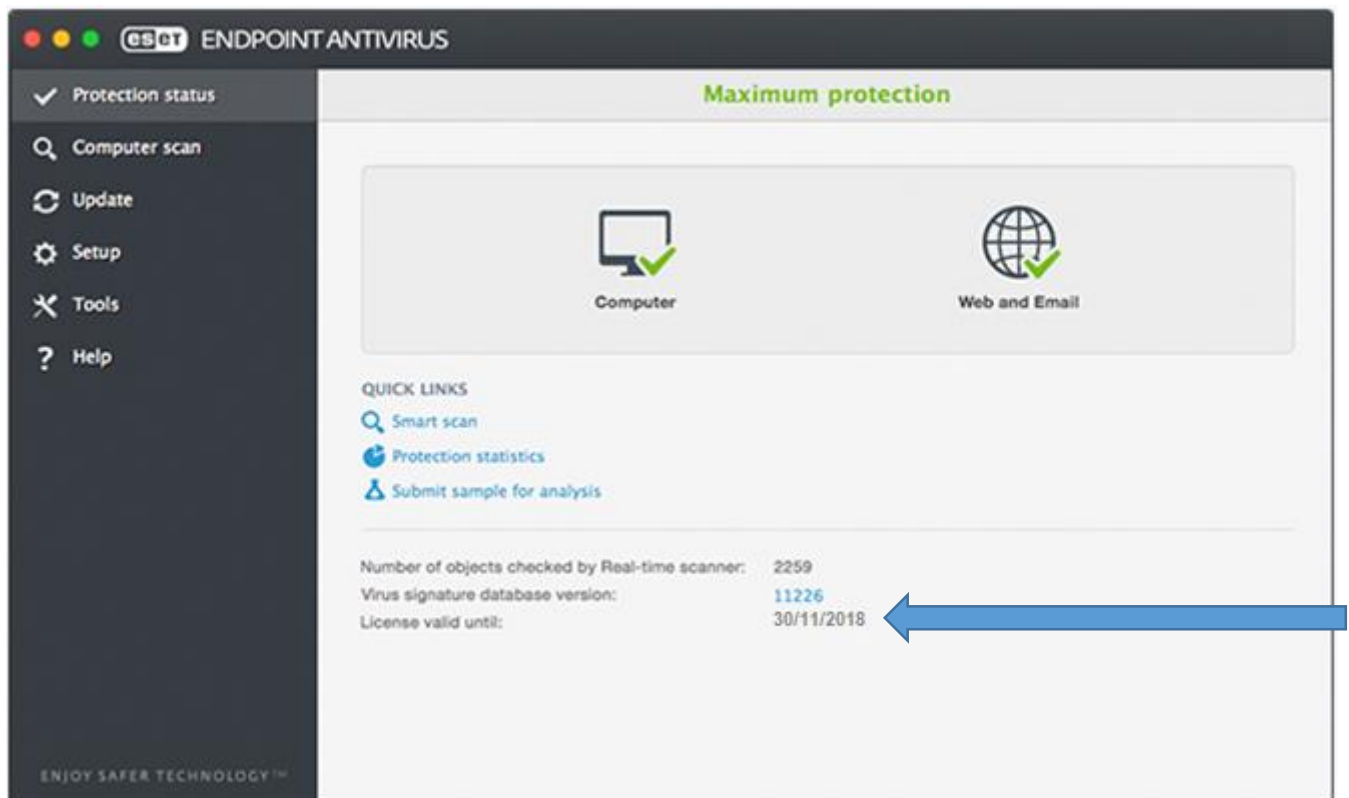 eset ENDPOINT ANTIVIRUS
Protection status
Computer scan
Update
Setup
Tools
? Help
ENJOY SAFER TECHNOLOGY™
Maximum protection
Computer
Web and Email
QUICK LINKS
Smart scan
Protection statistics
Submit sample for analysis
Number of objects checked by Real-time scanner: 2259
Virus signature database version: 11226
License valid until: 30/11/2018